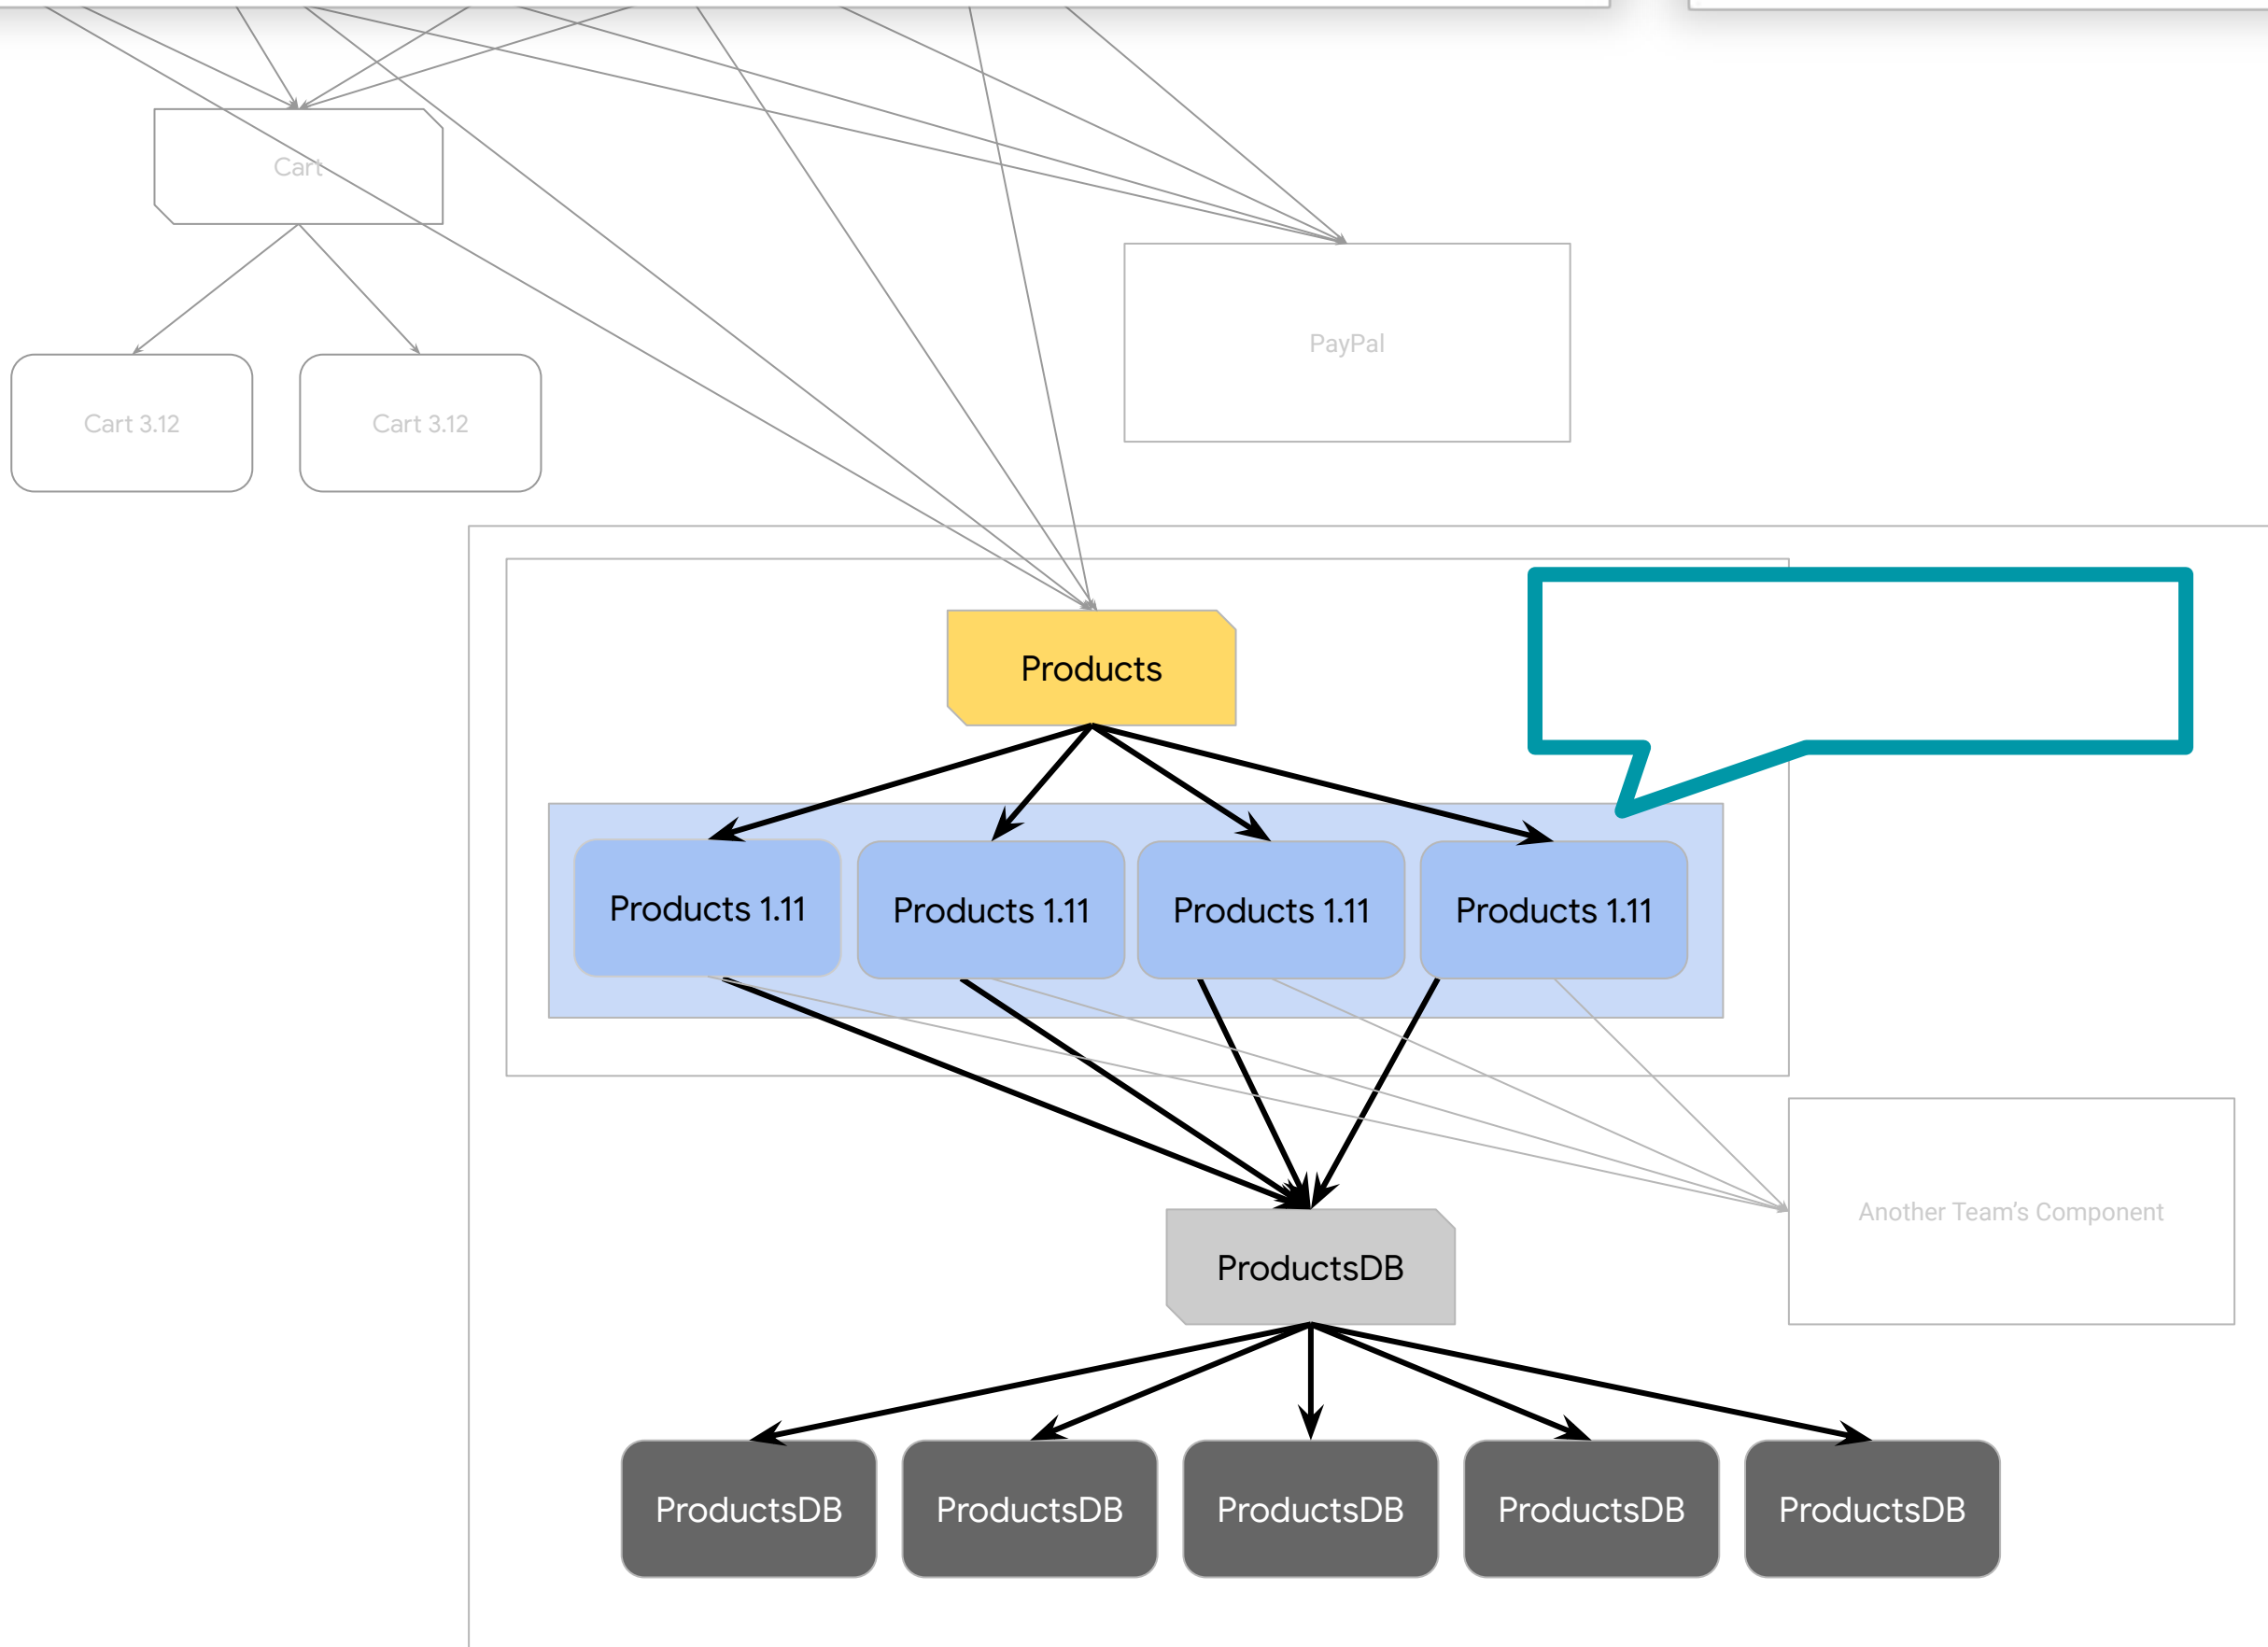 Cart
PayPal
Cart 3.12
Cart 3.12
Products
Products 1.11
Products 1.11
Products 1.11
Products 1.11
Another Team’s Component
ProductsDB
ProductsDB
ProductsDB
ProductsDB
ProductsDB
ProductsDB